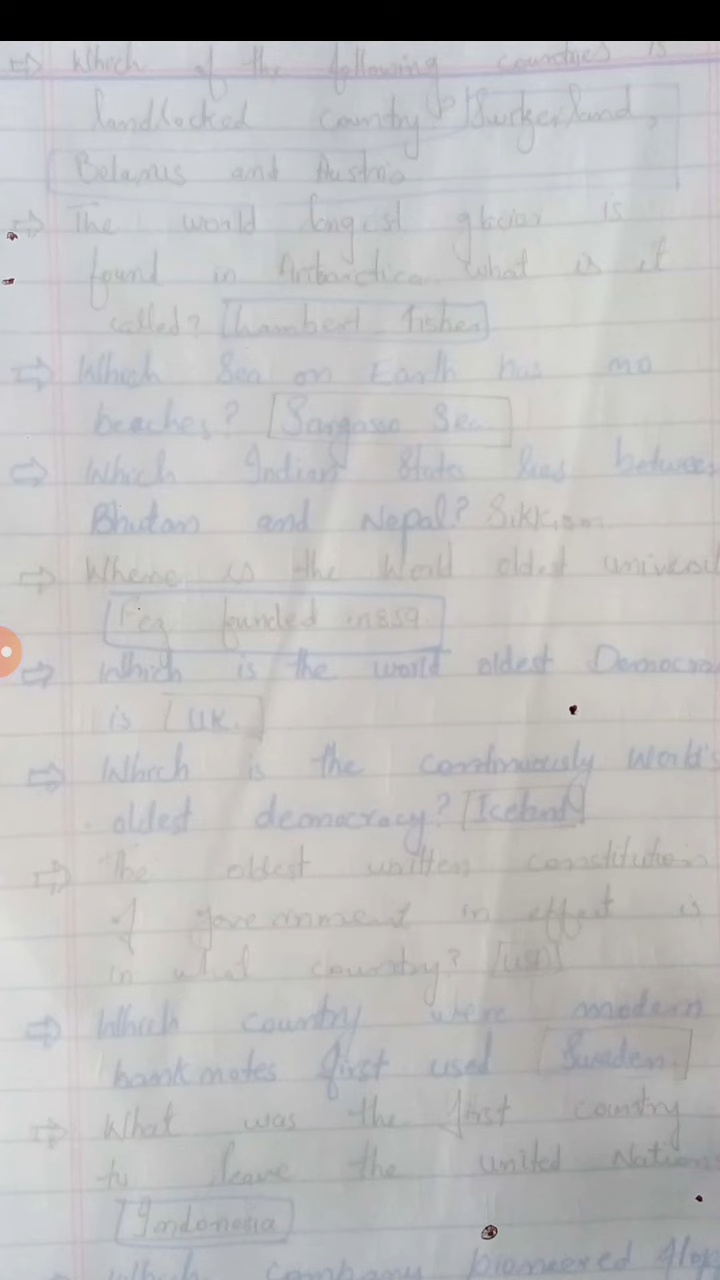 ⇒ Which of the following countries is
landlocked country? Switzerland,
Belarus and Austria
⇒ The world longest glacier is
found in Antarctica what is it
called? Lambert fisher
⇒ Which Sea on Earth has no
beaches? Sargasso Sea
⇒ Which Indian State lies between
Bhutan and Nepal? Sikkim
⇒ Where is the World oldest
Fez founded in 859.
⇒ Which is the world oldest
is UK.
⇒ Which is the continuously World's
oldest democracy? Iceland
⇒ The oldest written constitution
of government in effect is
in what country? USA
⇒ Which country where modern
bank notes first used Sweden.
⇒ What was the first country
to leave the united Nations
Indonesia
Which company pioneered